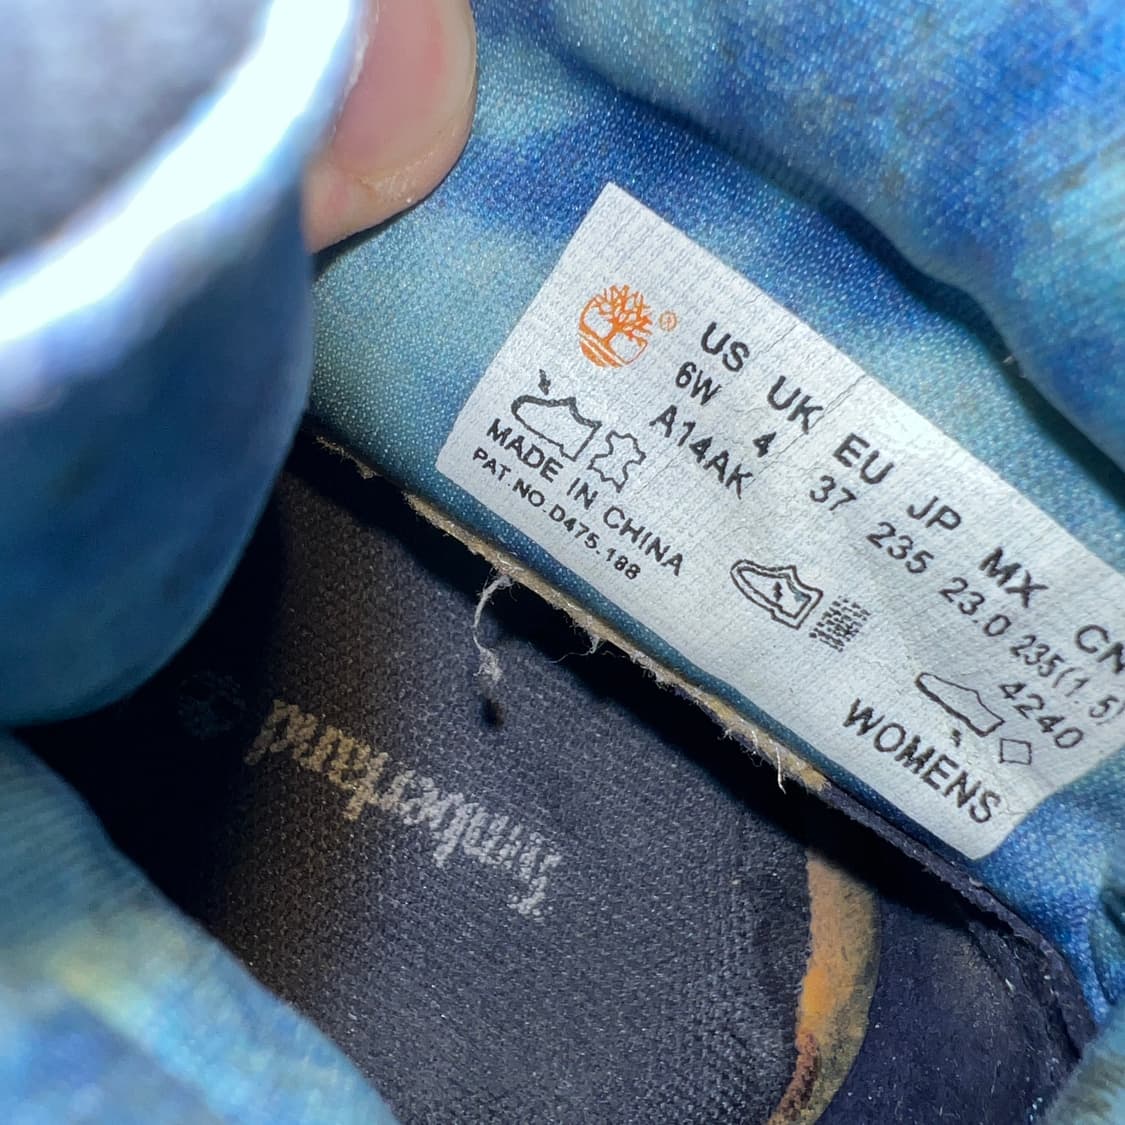 ®
US UK EU JP MX CN
6W 4 37 235 23.0 235(1.5)
A14AK 4240
MADE IN CHINA
PAT.NO.D475.188
WOMENS
Timberland